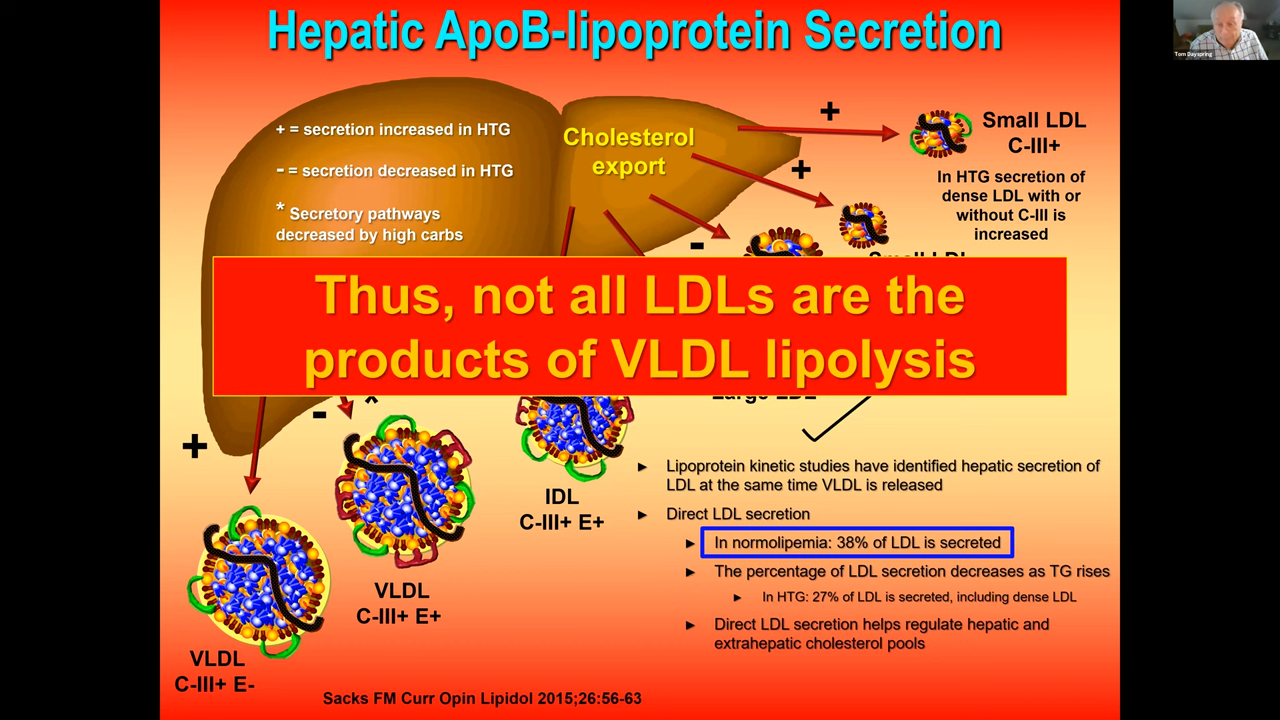 Hepatic ApoB-lipoprotein Secretion
Tom Dayspring
+ = secretion increased in HTG
- = secretion decreased in HTG
* Secretory pathways
decreased by high carbs
Cholesterol
export
+
+
-
Small LDL
C-III+
In HTG secretion of
dense LDL with or
without C-III is
increased
Small LDL
Thus, not all LDLs are the
products of VLDL lipolysis
Large LDL
+
-
*
IDL
C-III+ E+
VLDL
C-III+ E+
VLDL
C-III+ E-
► Lipoprotein kinetic studies have identified hepatic secretion of
LDL at the same time VLDL is released
► Direct LDL secretion
► In normolipemia: 38% of LDL is secreted
► The percentage of LDL secretion decreases as TG rises
► In HTG: 27% of LDL is secreted, including dense LDL
► Direct LDL secretion helps regulate hepatic and
extrahepatic cholesterol pools
Sacks FM Curr Opin Lipidol 2015;26:56-63